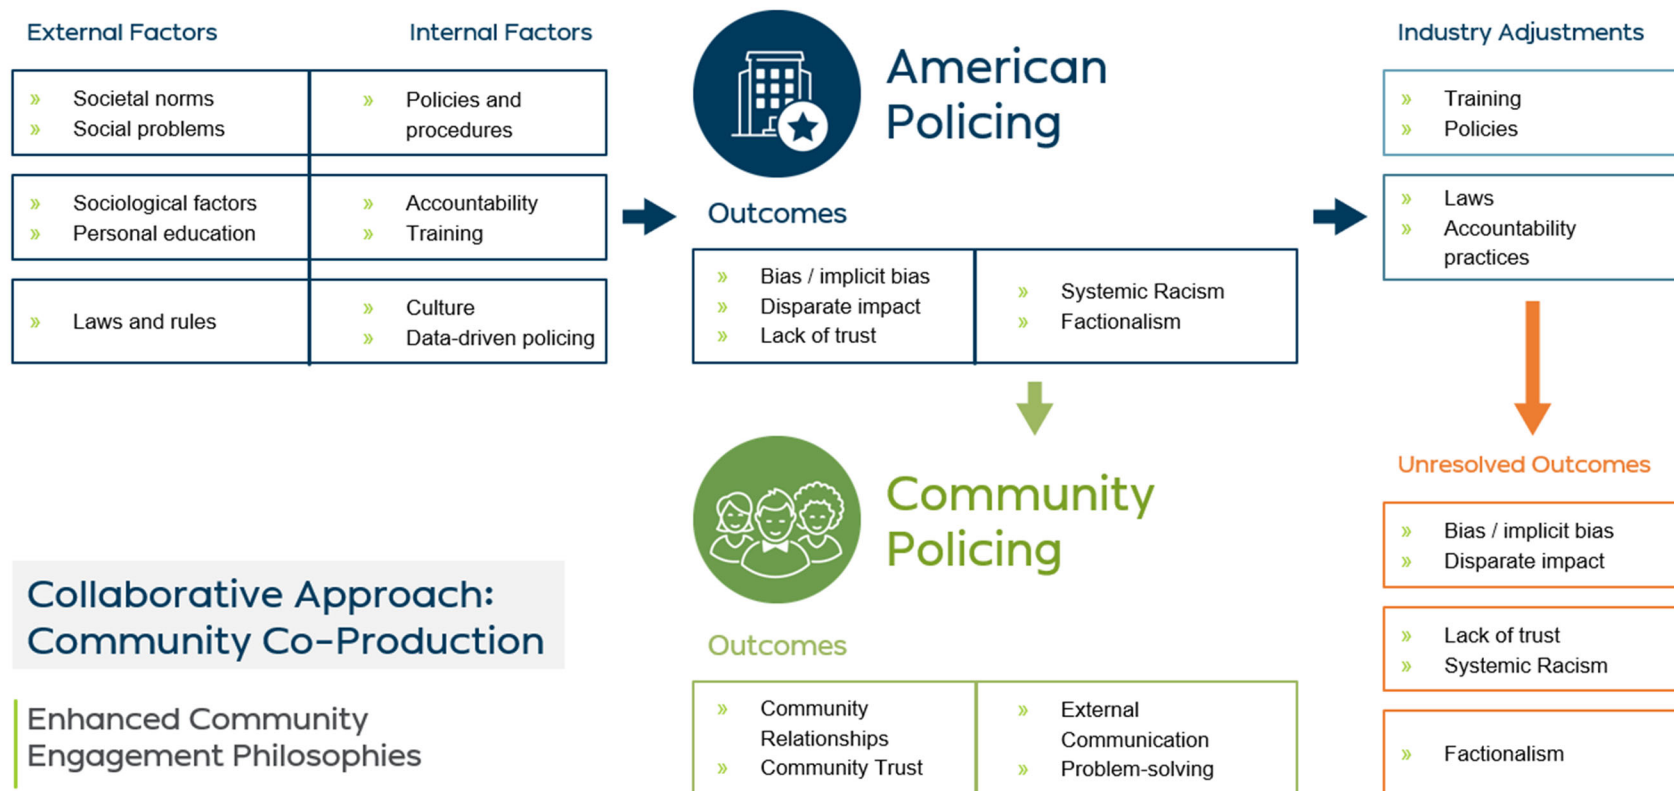 External Factors
Internal Factors
» Societal norms
» Social problems
» Policies and
procedures
» Sociological factors
» Personal education
» Accountability
» Training
» Laws and rules
» Culture
» Data-driven policing
American
Policing
Outcomes
» Bias / implicit bias
» Disparate impact
» Lack of trust
» Systemic Racism
» Factionalism
Industry Adjustments
» Training
» Policies
» Laws
» Accountability
practices
Community
Policing
Outcomes
» Community
Relationships
» Community Trust
» External
Communication
» Problem-solving
Unresolved Outcomes
» Bias / implicit bias
» Disparate impact
» Lack of trust
» Systemic Racism
» Factionalism
Collaborative Approach:
Community Co-Production
Enhanced Community
Engagement Philosophies